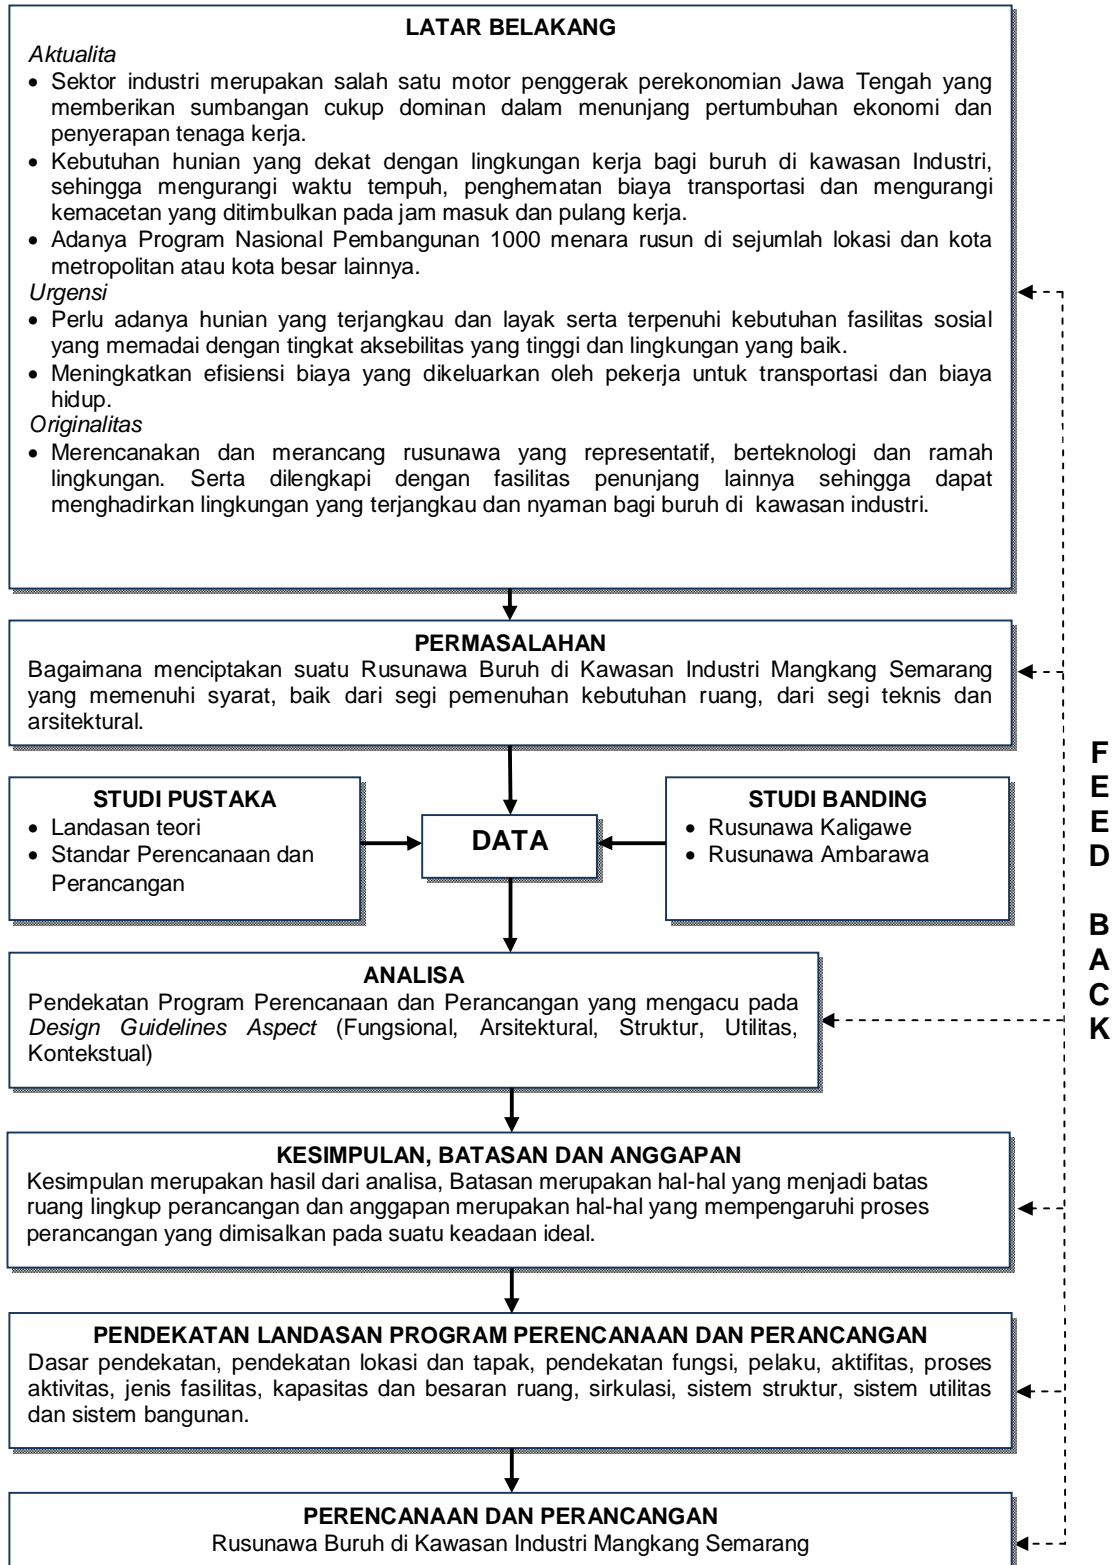 LATAR BELAKANG
Aktualita
• Sektor industri merupakan salah satu motor penggerak perekonomian Jawa Tengah yang
memberikan sumbangan cukup dominan dalam menunjang pertumbuhan ekonomi dan
penyerapan tenaga kerja.
• Kebutuhan hunian yang dekat dengan lingkungan kerja bagi buruh di kawasan Industri,
sehingga mengurangi waktu tempuh, penghematan biaya transportasi dan mengurangi
kemacetan yang ditimbulkan pada jam masuk dan pulang kerja.
• Adanya Program Nasional Pembangunan 1000 menara rusun di sejumlah lokasi dan kota
metropolitan atau kota besar lainnya.
Urgensi
• Perlu adanya hunian yang terjangkau dan layak serta terpenuhi kebutuhan fasilitas sosial
yang memadai dengan tingkat aksebilitas yang tinggi dan lingkungan yang baik.
• Meningkatkan efisiensi biaya yang dikeluarkan oleh pekerja untuk transportasi dan biaya
hidup.
Originalitas
• Merencanakan dan merancang rusunawa yang representatif, berteknologi dan ramah
lingkungan. Serta dilengkapi dengan fasilitas penunjang lainnya sehingga dapat
menghadirkan lingkungan yang terjangkau dan nyaman bagi buruh di kawasan industri.
PERMASALAHAN
Bagaimana menciptakan suatu Rusunawa Buruh di Kawasan Industri Mangkang Semarang
yang memenuhi syarat, baik dari segi pemenuhan kebutuhan ruang, dari segi teknis dan
arsitektural.
STUDI PUSTAKA
• Landasan teori
• Standar Perencanaan dan
Perancangan
DATA
STUDI BANDING
• Rusunawa Kaligawe
• Rusunawa Ambarawa
ANALISA
Pendekatan Program Perencanaan dan Perancangan yang mengacu pada
Design Guidelines Aspect (Fungsional, Arsitektural, Struktur, Utilitas,
Kontekstual)
KESIMPULAN, BATASAN DAN ANGGAPAN
Kesimpulan merupakan hasil dari analisa, Batasan merupakan hal-hal yang menjadi batas
ruang lingkup perancangan dan anggapan merupakan hal-hal yang mempengaruhi proses
perancangan yang dimisalkan pada suatu keadaan ideal.
PENDEKATAN LANDASAN PROGRAM PERENCANAAN DAN PERANCANGAN
Dasar pendekatan, pendekatan lokasi dan tapak, pendekatan fungsi, pelaku, aktifitas, proses
aktivitas, jenis fasilitas, kapasitas dan besaran ruang, sirkulasi, sistem struktur, sistem utilitas
dan sistem bangunan.
PERENCANAAN DAN PERANCANGAN
Rusunawa Buruh di Kawasan Industri Mangkang Semarang
FEED BACK